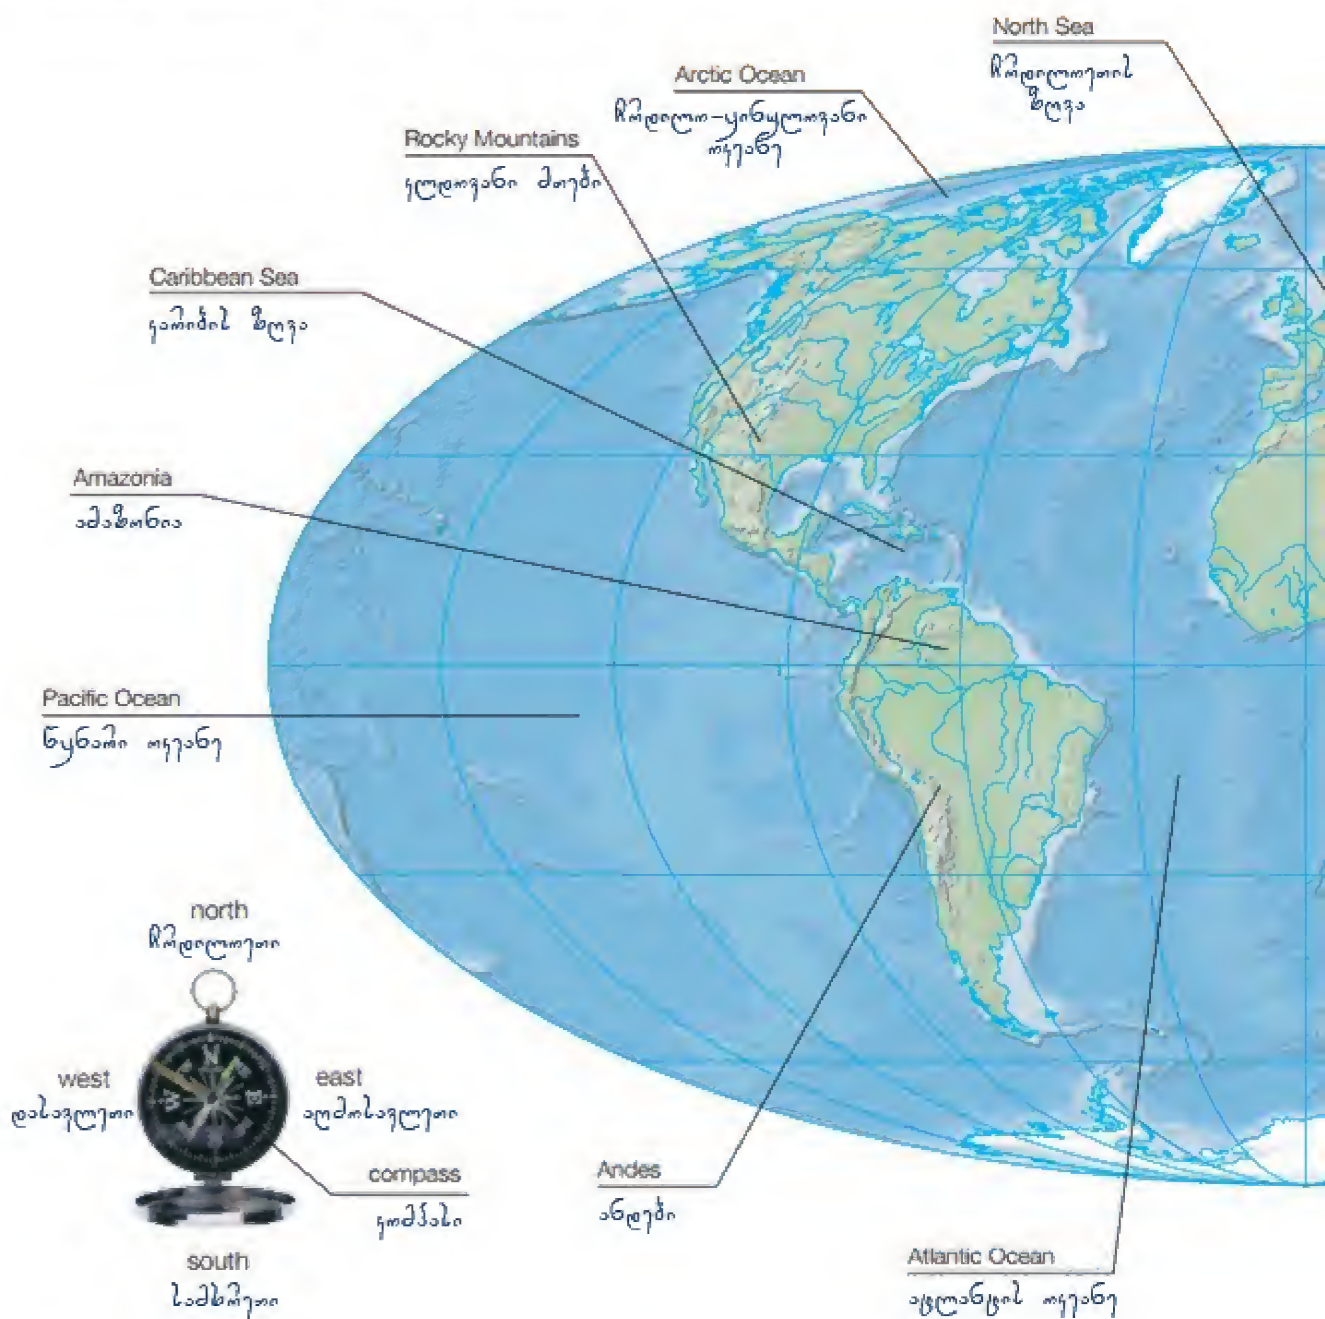 North Sea
ჩრდილოეთის
ზღვა
Arctic Ocean
ჩრდილო-ყინულოვანი
ოკეანე
Rocky Mountains
კლდოვანი მთები
Caribbean Sea
კარიბის ზღვა
Amazonia
ამაზონია
Pacific Ocean
წყნარი ოკეანე
north
ჩრდილოეთი
N
W
E
west
დასავლეთი
east
აღმოსავლეთი
compass
კომპასი
south
სამხრეთი
Andes
ანდები
Atlantic Ocean
ატლანტის ოკეანე